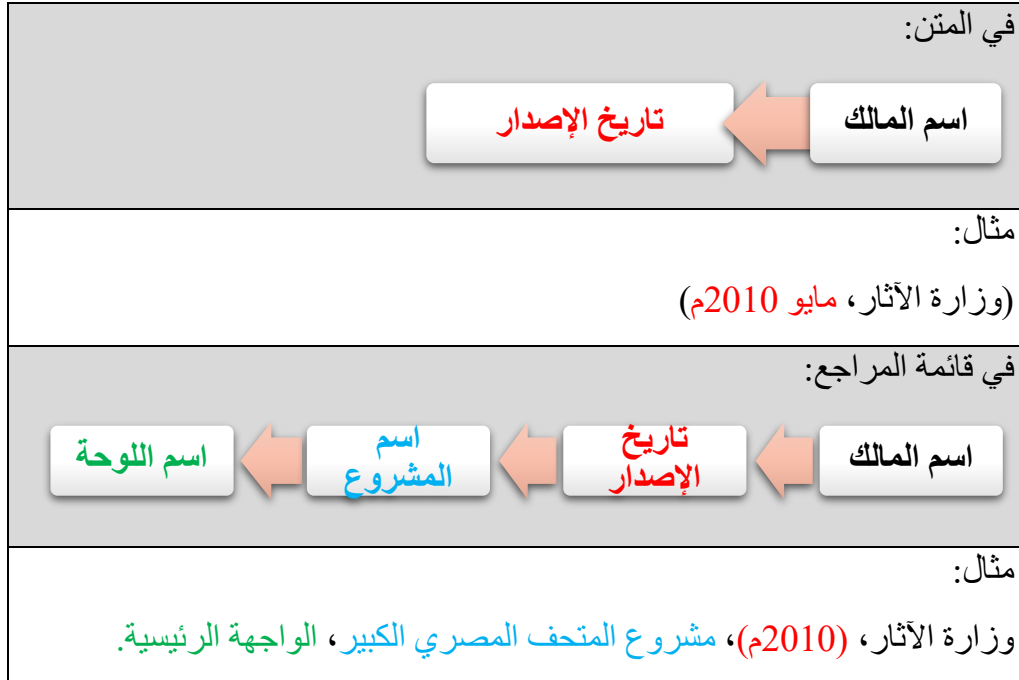 في المتن:
اسم المالك
تاريخ الإصدار
مثال:
(وزارة الآثار، مايو 2010م)
في قائمة المراجع:
اسم المالك
تاريخ
الإصدار
اسم
المشروع
اسم اللوحة
مثال:
وزارة الآثار، (2010م)، مشروع المتحف المصري الكبير، الواجهة الرئيسية.